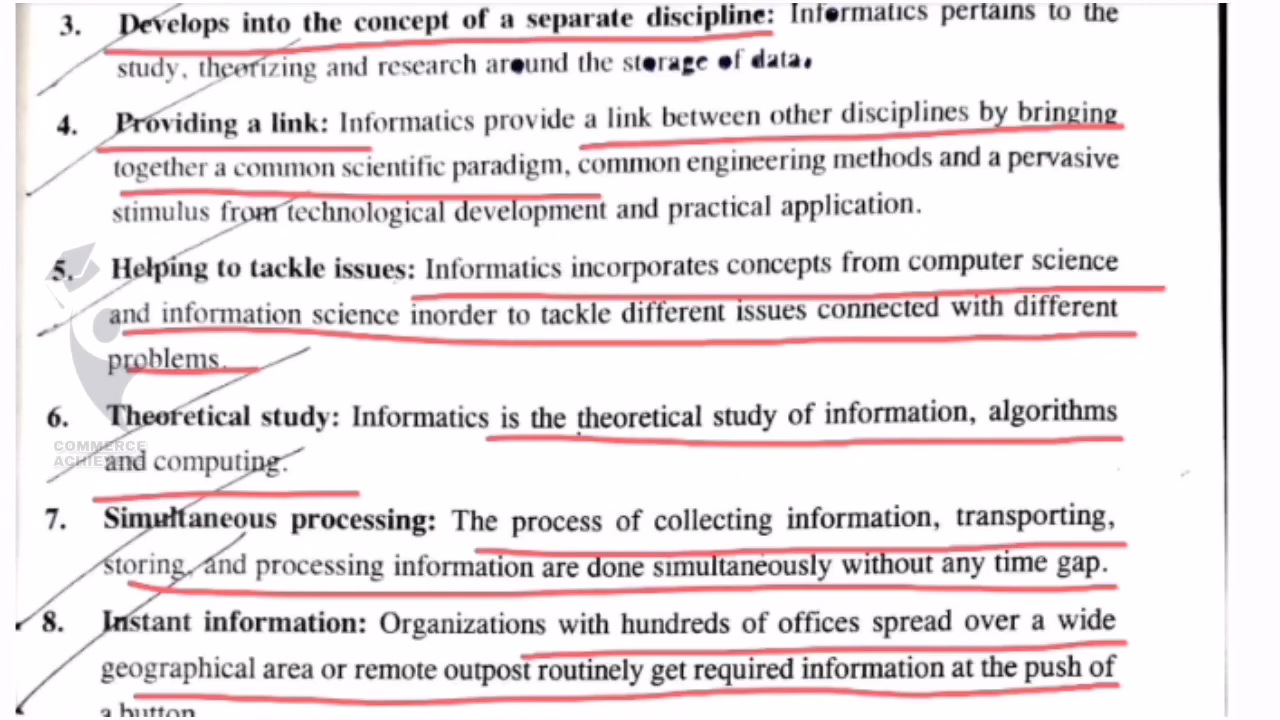 3. Develops into the concept of a separate discipline: Informatics pertains to the
study, theorizing and research around the storage of data.
4. Providing a link: Informatics provide a link between other disciplines by bringing
together a common scientific paradigm, common engineering methods and a pervasive
stimulus from technological development and practical application.
5. Helping to tackle issues: Informatics incorporates concepts from computer science
and information science inorder to tackle different issues connected with different
problems.
6. Theoretical study: Informatics is the theoretical study of information, algorithms
COMMERCE
and computing.
7. Simultaneous processing: The process of collecting information, transporting,
storing, and processing information are done simultaneously without any time gap.
8. Instant information: Organizations with hundreds of offices spread over a wide
geographical area or remote outpost routinely get required information at the push of
a button